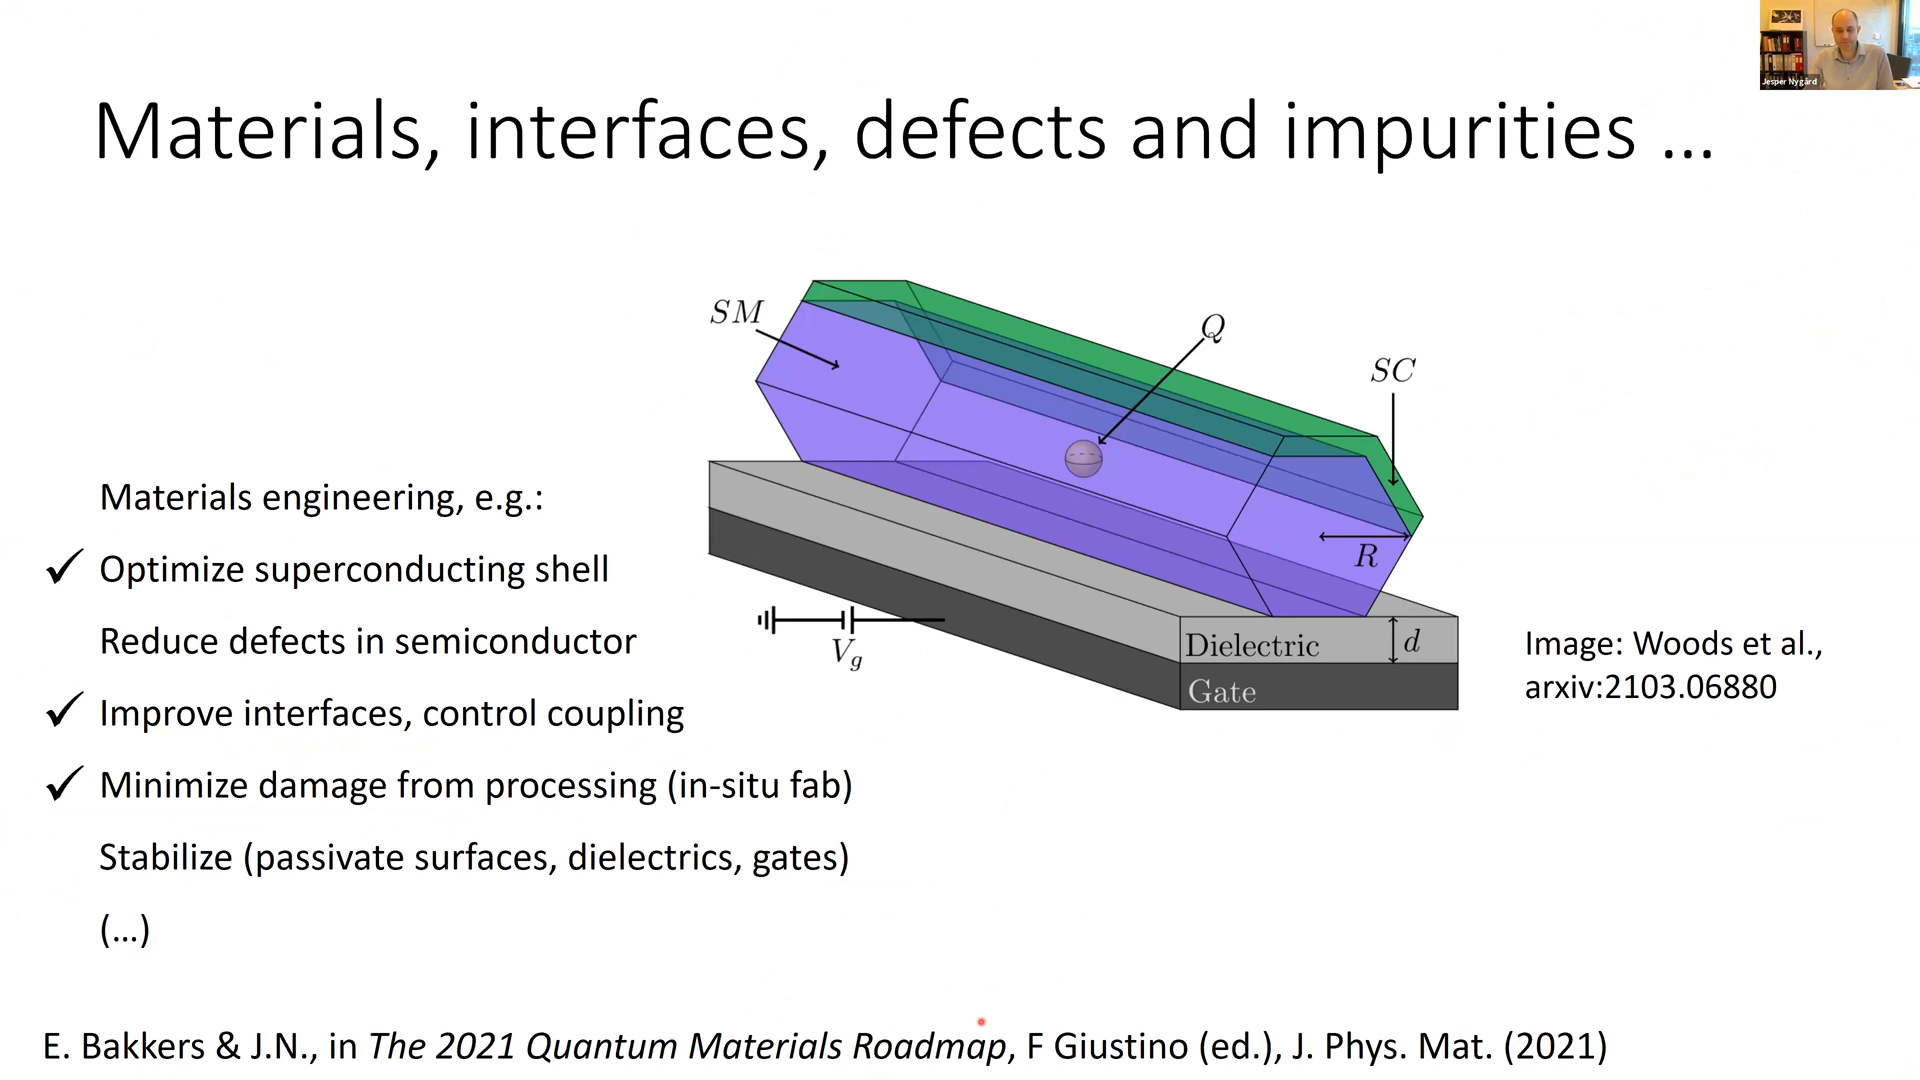 Jesper Nygård
Materials, interfaces, defects and impurities ...
SM
Q
SC
R
Materials engineering, e.g.:
Optimize superconducting shell
Reduce defects in semiconductor
Improve interfaces, control coupling
Minimize damage from processing (in-situ fab)
Stabilize (passivate surfaces, dielectrics, gates)
(...)
Vg
Dielectric
d
Gate
Image: Woods et al.,
arxiv:2103.06880
E. Bakkers & J.N., in The 2021 Quantum Materials Roadmap, F Giustino (ed.), J. Phys. Mat. (2021)